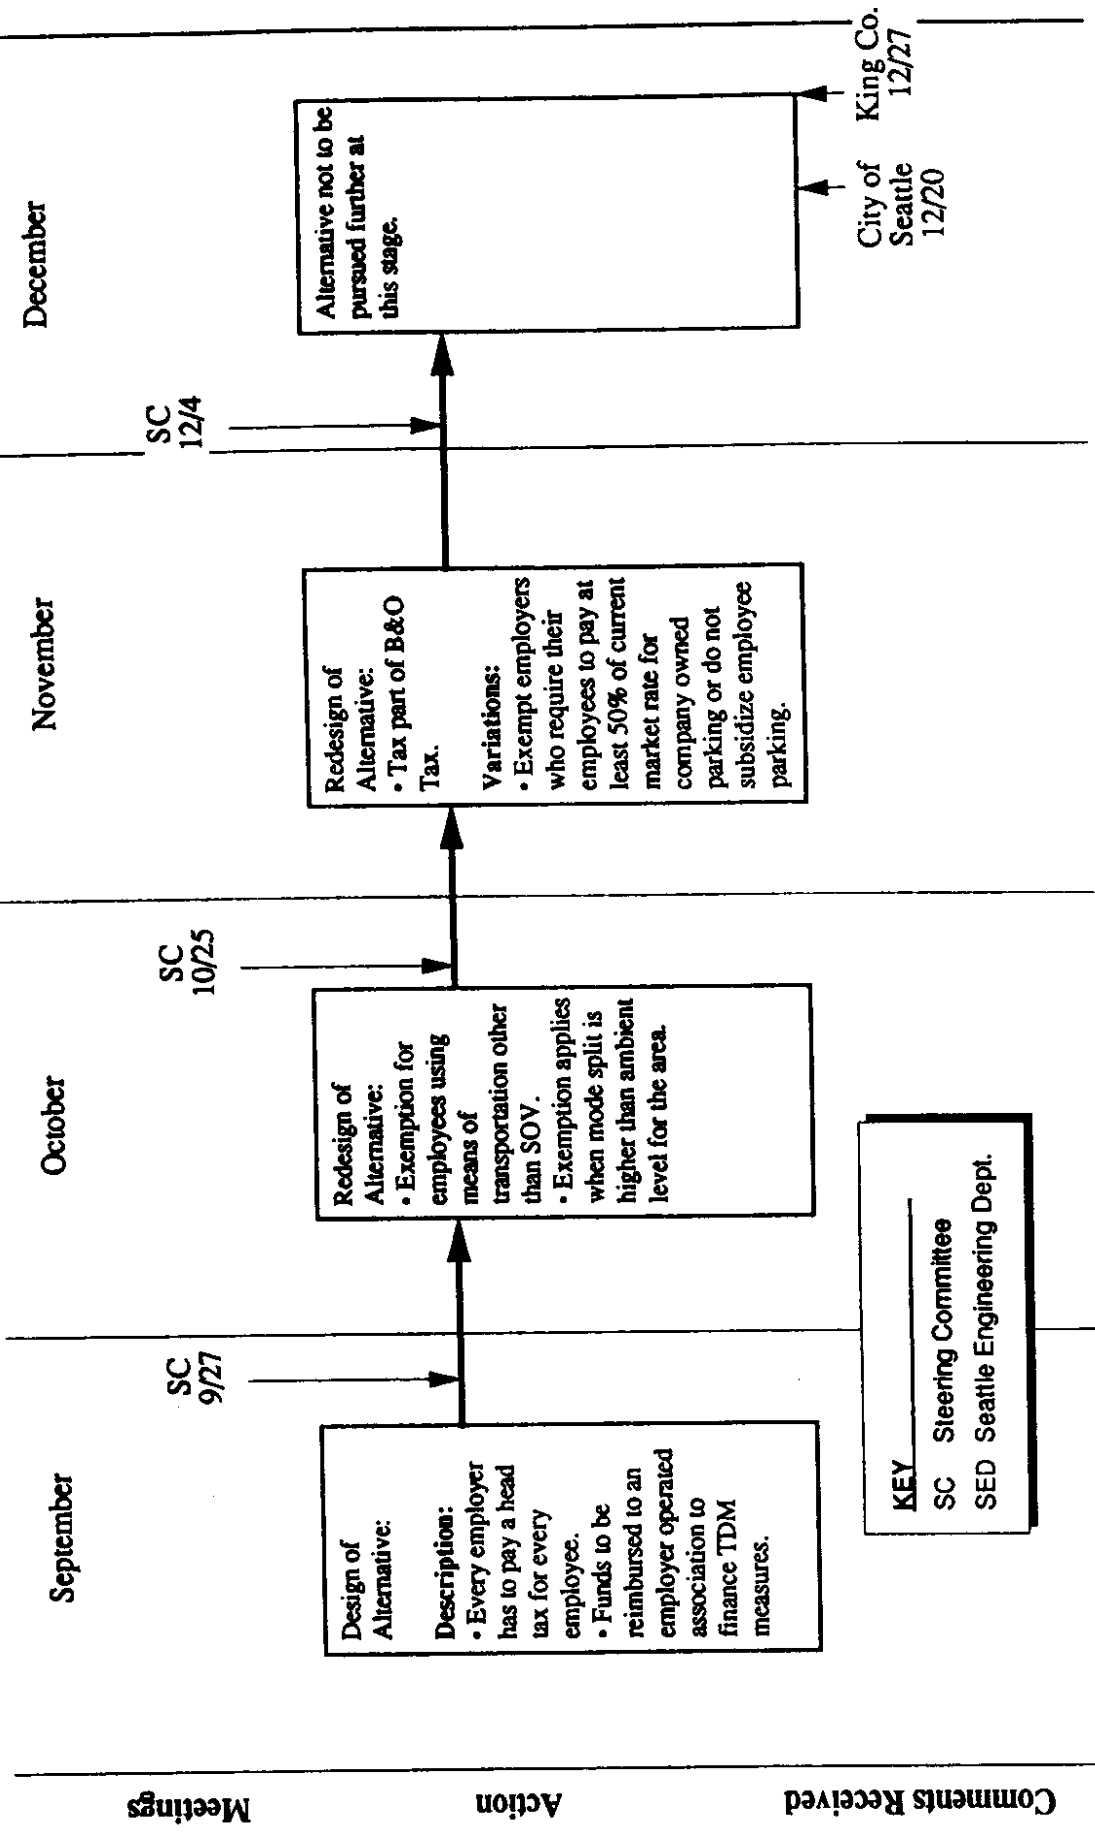 September
October
November
December
Meetings
SC
9/27
SC
10/25
SC
12/4
Action
Design of
Alternative:
Description:
• Every employer
has to pay a head
tax for every
employee.
• Funds to be
reimbursed to an
employer operated
association to
finance TDM
measures.
Redesign of
Alternative:
• Exemption for
employees using
means of
transportation other
than SOV.
• Exemption applies
when mode split is
higher than ambient
level for the area.
Redesign of
Alternative:
• Tax part of B&O
Tax.
Variations:
• Exempt employers
who require their
employees to pay at
least 50% of current
market rate for
company owned
parking or do not
subsidize employee
parking.
Alternative not to be
pursued further at
this stage.
Comments Received
City of
Seattle
12/20
King Co.
12/27
KEY
SC Steering Committee
SED Seattle Engineering Dept.